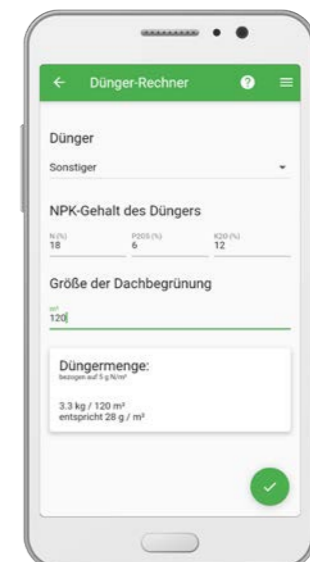 Dünger-Rechner
Dünger
Sonstiger
NPK-Gehalt des Düngers
N (%) P2O5 (%) K2O (%)
18 6 12
Größe der Dachbegrünung
m²
120
Düngermenge:
bezogen auf 5 g N/m²
3.3 kg / 120 m²
entspricht 28 g / m²